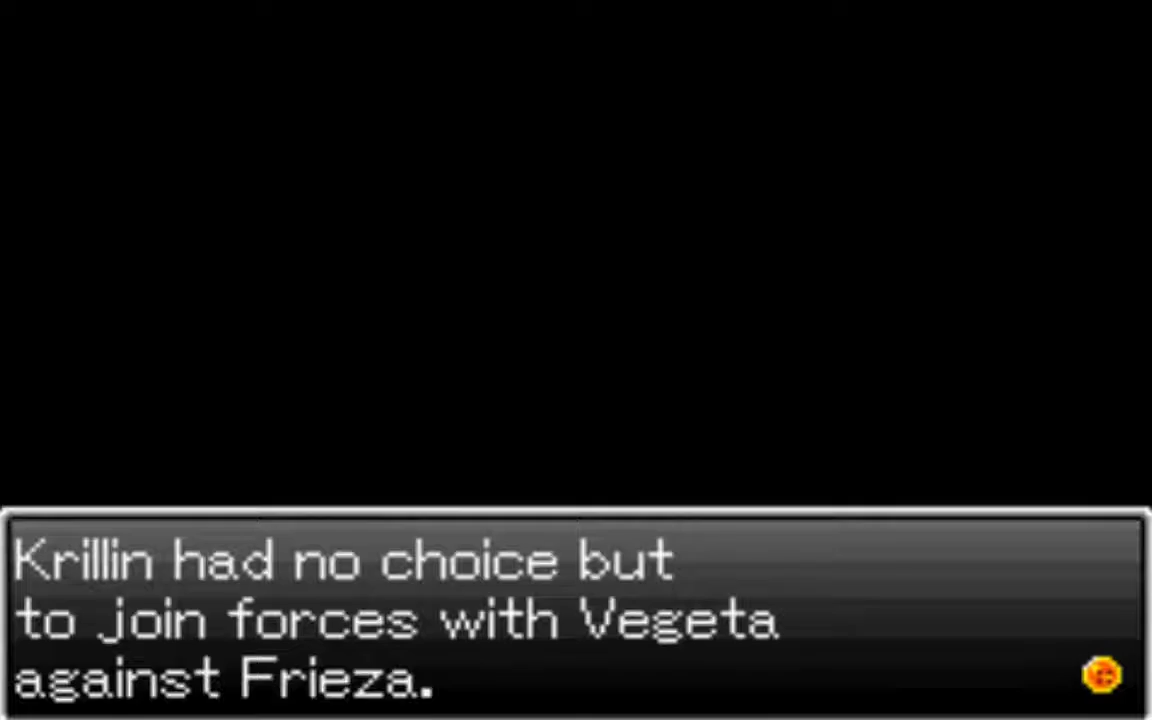 Krillin had no choice but
to join forces with Vegeta
against Frieza.